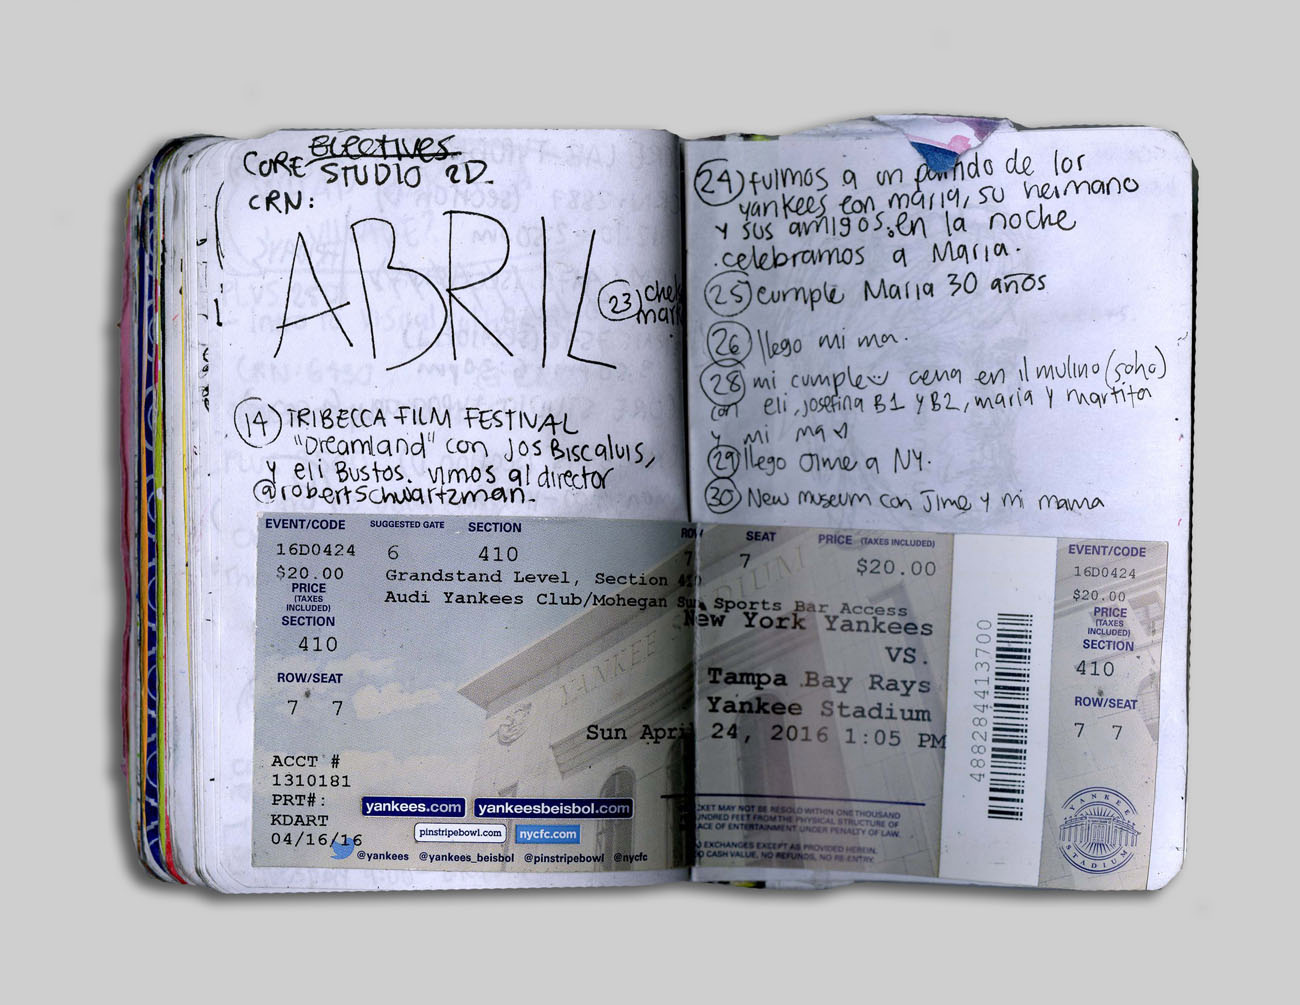 electives
CORE STUDIO 2D.
CRN:
ABRIL
23
14 TRIBECCA FILM FESTIVAL
"Dreamland" con Jos Biscaluis,
y eli Bustos. vimos al director
@robertschwartzman.
24 fuimos a un partido de los
yankees con maria, su hermano
y sus amigos. en la noche
celebramos a Maria.
25 cumple Maria 30 años
26 llego mi ma.
28 mi cumple cena en il mulino (soho)
con eli, josefina B1 y B2, maria y martita
y mi ma
29 llego Jime a NY.
30 New museum con Jime y mi mama
EVENT/CODE SUGGESTED GATE SECTION ROW SEAT PRICE (TAXES INCLUDED)
16D0424 6 410 7 7 $20.00
$20.00
PRICE
(TAXES
INCLUDED)
SECTION
410
ROW/SEAT
7 7
Grandstand Level, Section 410
Audi Yankees Club/Mohegan Sun Sports Bar Access
New York Yankees
VS.
Tampa Bay Rays
Yankee Stadium
Sun April 24, 2016 1:05 PM
YANKEE STADIUM
ACCT #
1310181
PRT#:
KDART
04/16/16
yankees.com yankeesbeisbol.com
pinstripebowl.com nycfc.com
@yankees @yankees_beisbol @pinstripebowl @nycfc
TICKET MAY NOT BE RESOLD WITHIN ONE THOUSAND
HUNDRED FEET FROM THE PHYSICAL STRUCTURE OF
PLACE OF ENTERTAINMENT UNDER PENALTY OF LAW.
NO EXCHANGES EXCEPT AS PROVIDED HEREIN.
NO CASH VALUE, NO REFUNDS, NO RE-ENTRY.
488284413700
EVENT/CODE
16D0424
$20.00
PRICE
(TAXES
INCLUDED)
SECTION
410
ROW/SEAT
7 7
YANKEE
STADIUM